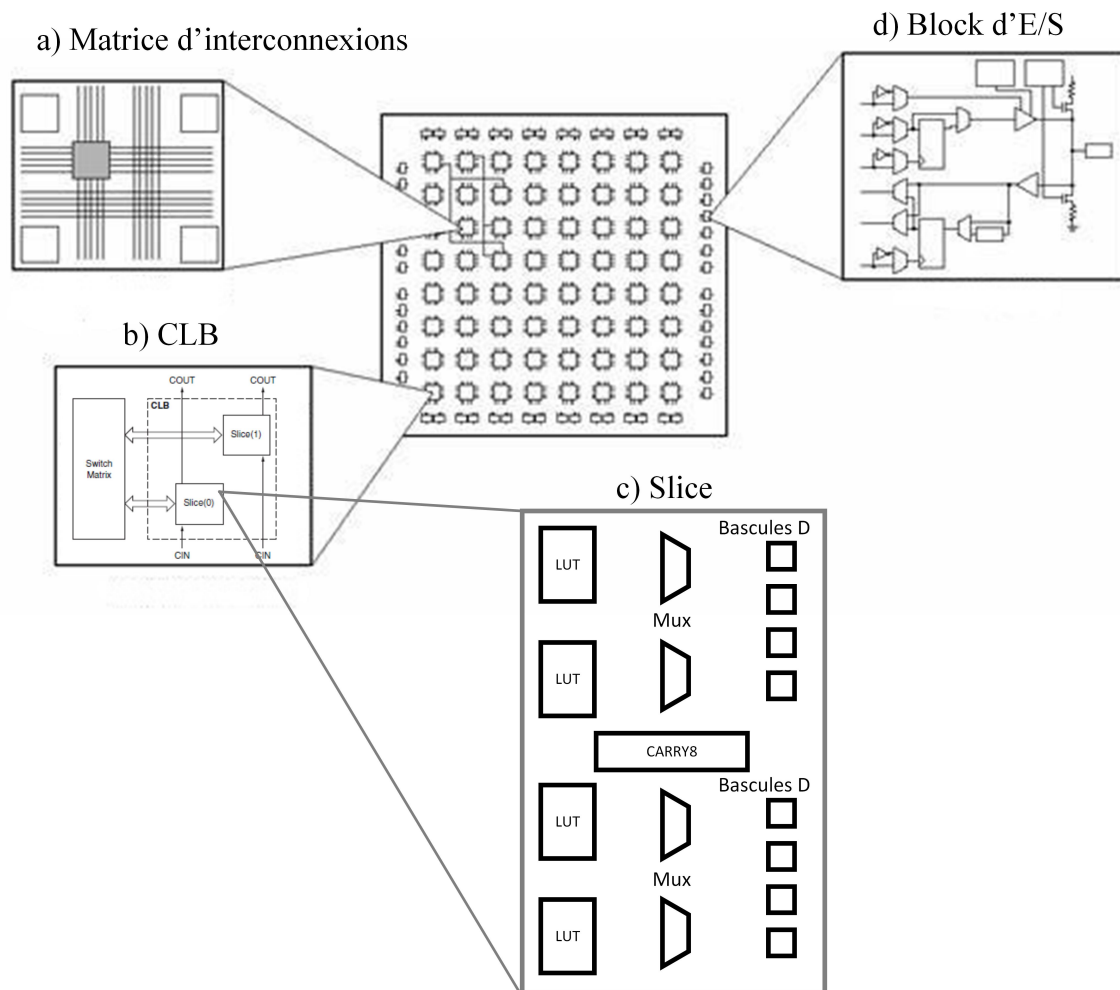 a) Matrice d'interconnexions
d) Block d'E/S
b) CLB
COUT
COUT
CLB
Slice(1)
Switch
Matrix
Slice(0)
CIN
CIN
c) Slice
Bascules D
LUT
Mux
LUT
CARRY8
Bascules D
LUT
Mux
LUT